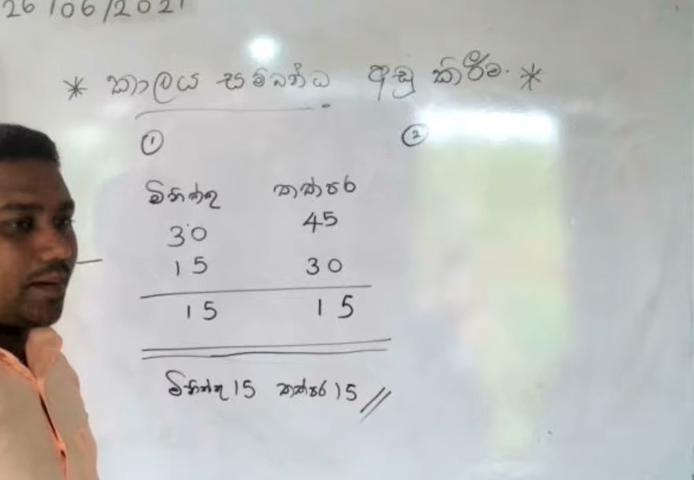 26/06/2021
* කාලය සම්බන්ධ අඩු කිරීම. *
① ②
මිනිත්තු තත්පර
30 45
- 15 30
15 15
මිනිත්තු 15 තත්පර 15 //